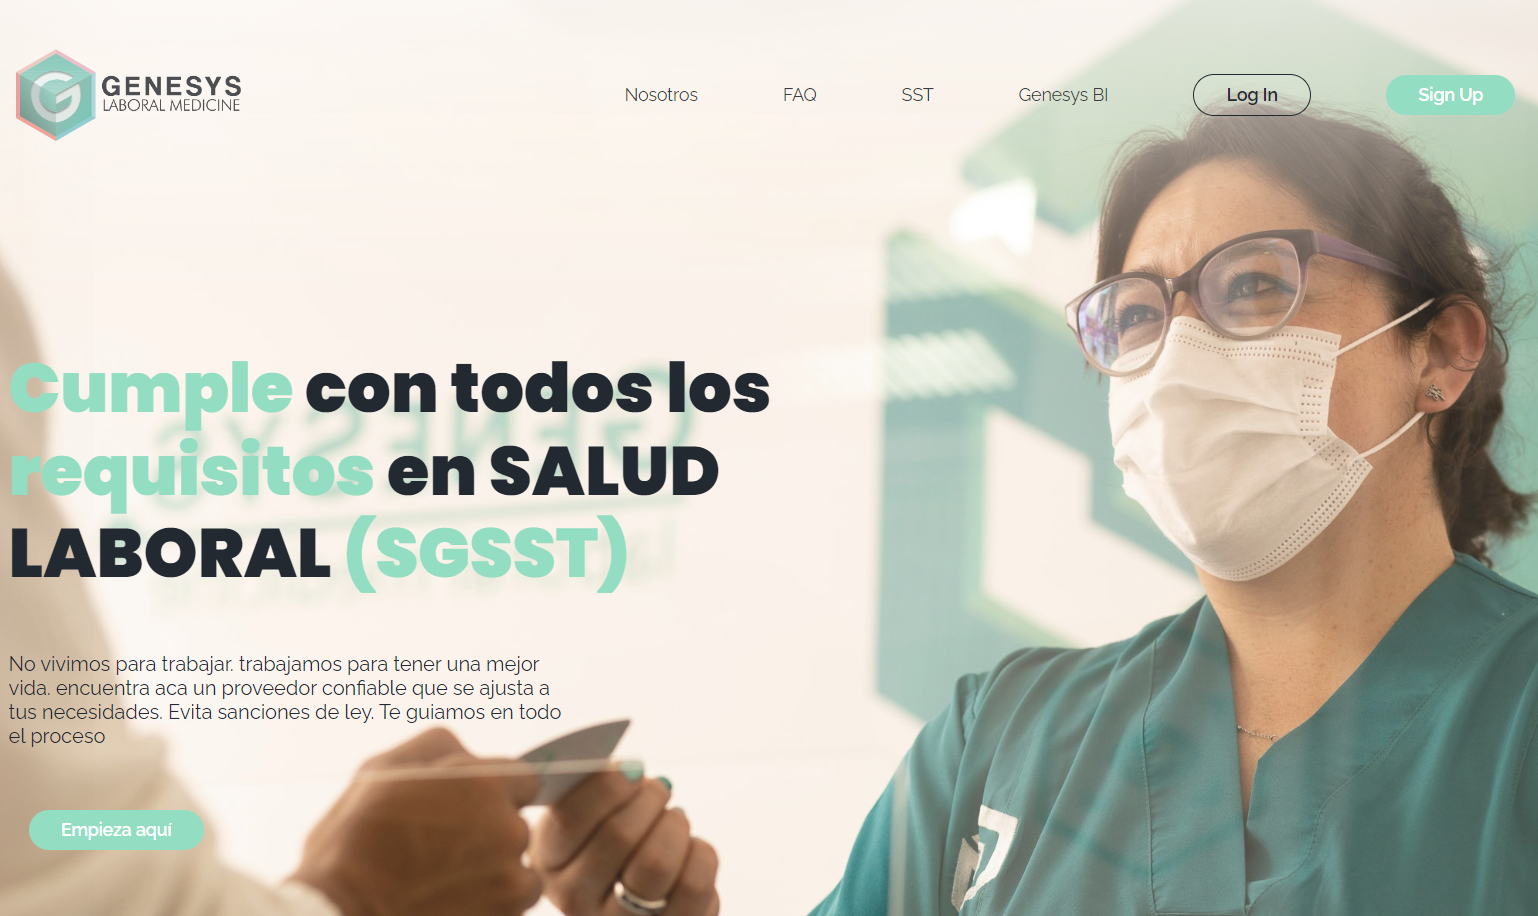 GENESYS
LABORAL MEDICINE
Nosotros
FAQ
SST
Genesys BI
Log In
Sign Up
Cumple con todos los
requisitos en SALUD
LABORAL (SGSST)
No vivimos para trabajar. trabajamos para tener una mejor
vida. encuentra aca un proveedor confiable que se ajusta a
tus necesidades. Evita sanciones de ley. Te guiamos en todo
el proceso
Empieza aquí
GENESYS